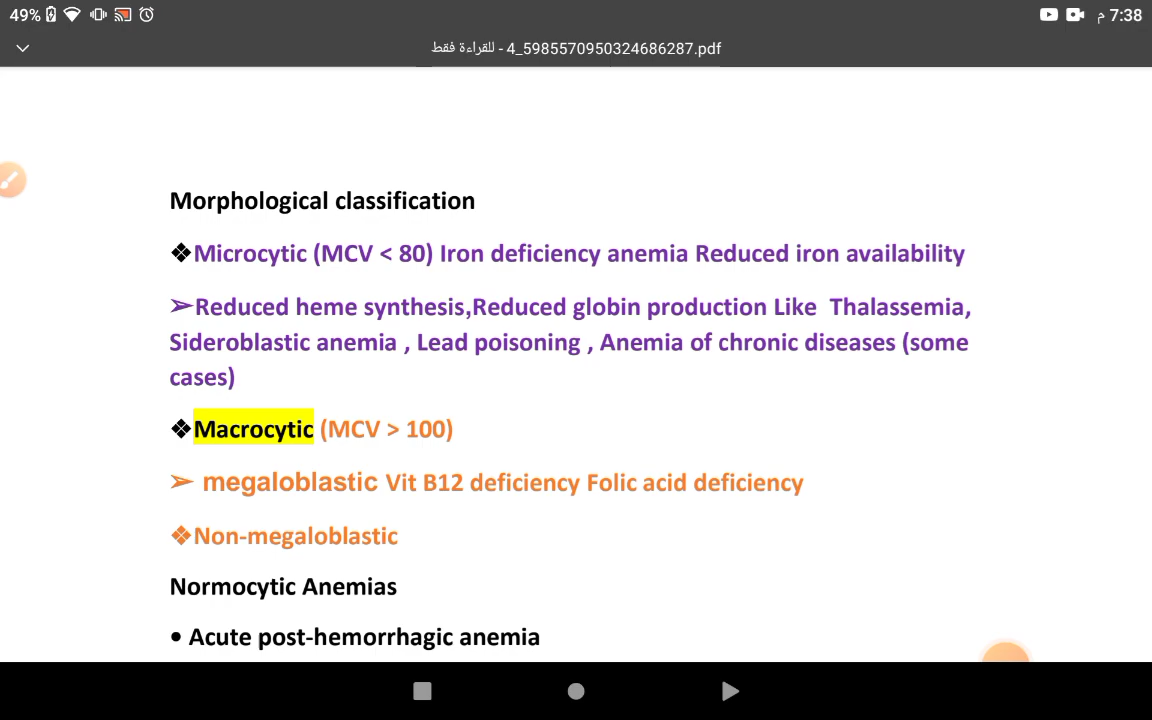 49% م 7:38
4_5985570950324686287.pdf - للقراءة فقط
Morphological classification
❖Microcytic (MCV < 80) Iron deficiency anemia Reduced iron availability
➢Reduced heme synthesis,Reduced globin production Like Thalassemia,
Sideroblastic anemia , Lead poisoning , Anemia of chronic diseases (some
cases)
❖Macrocytic (MCV > 100)
➢ megaloblastic Vit B12 deficiency Folic acid deficiency
❖Non-megaloblastic
Normocytic Anemias
• Acute post-hemorrhagic anemia